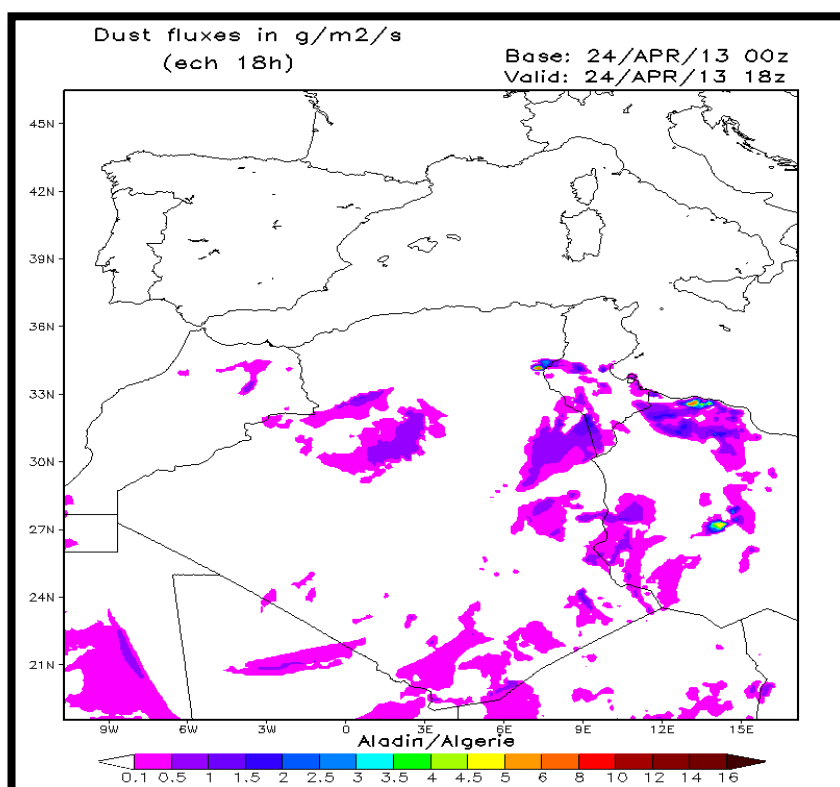 Dust fluxes in g/m2/s
(ech 18h)
Base: 24/APR/13 00z
Valid: 24/APR/13 18z
45N
42N
39N
36N
33N
30N
27N
24N
21N
9W 6W 3W 0 3E 6E 9E 12E 15E
Aladin/Algerie
0.1 0.5 1 1.5 2 2.5 3 3.5 4 4.5 5 6 8 10 12 14 16